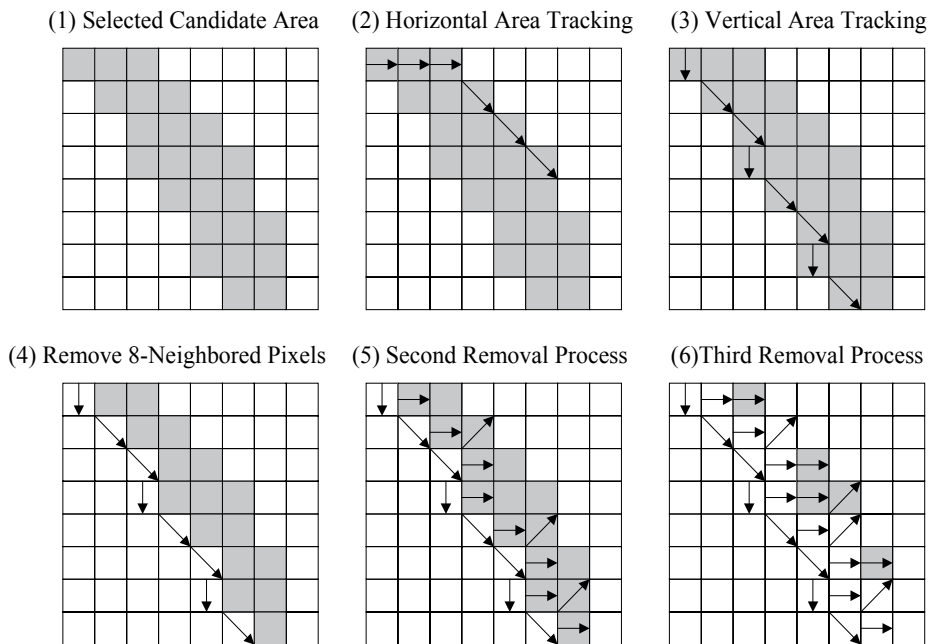 (1) Selected Candidate Area
(2) Horizontal Area Tracking
(3) Vertical Area Tracking
(4) Remove 8-Neighbored Pixels
(5) Second Removal Process
(6)Third Removal Process